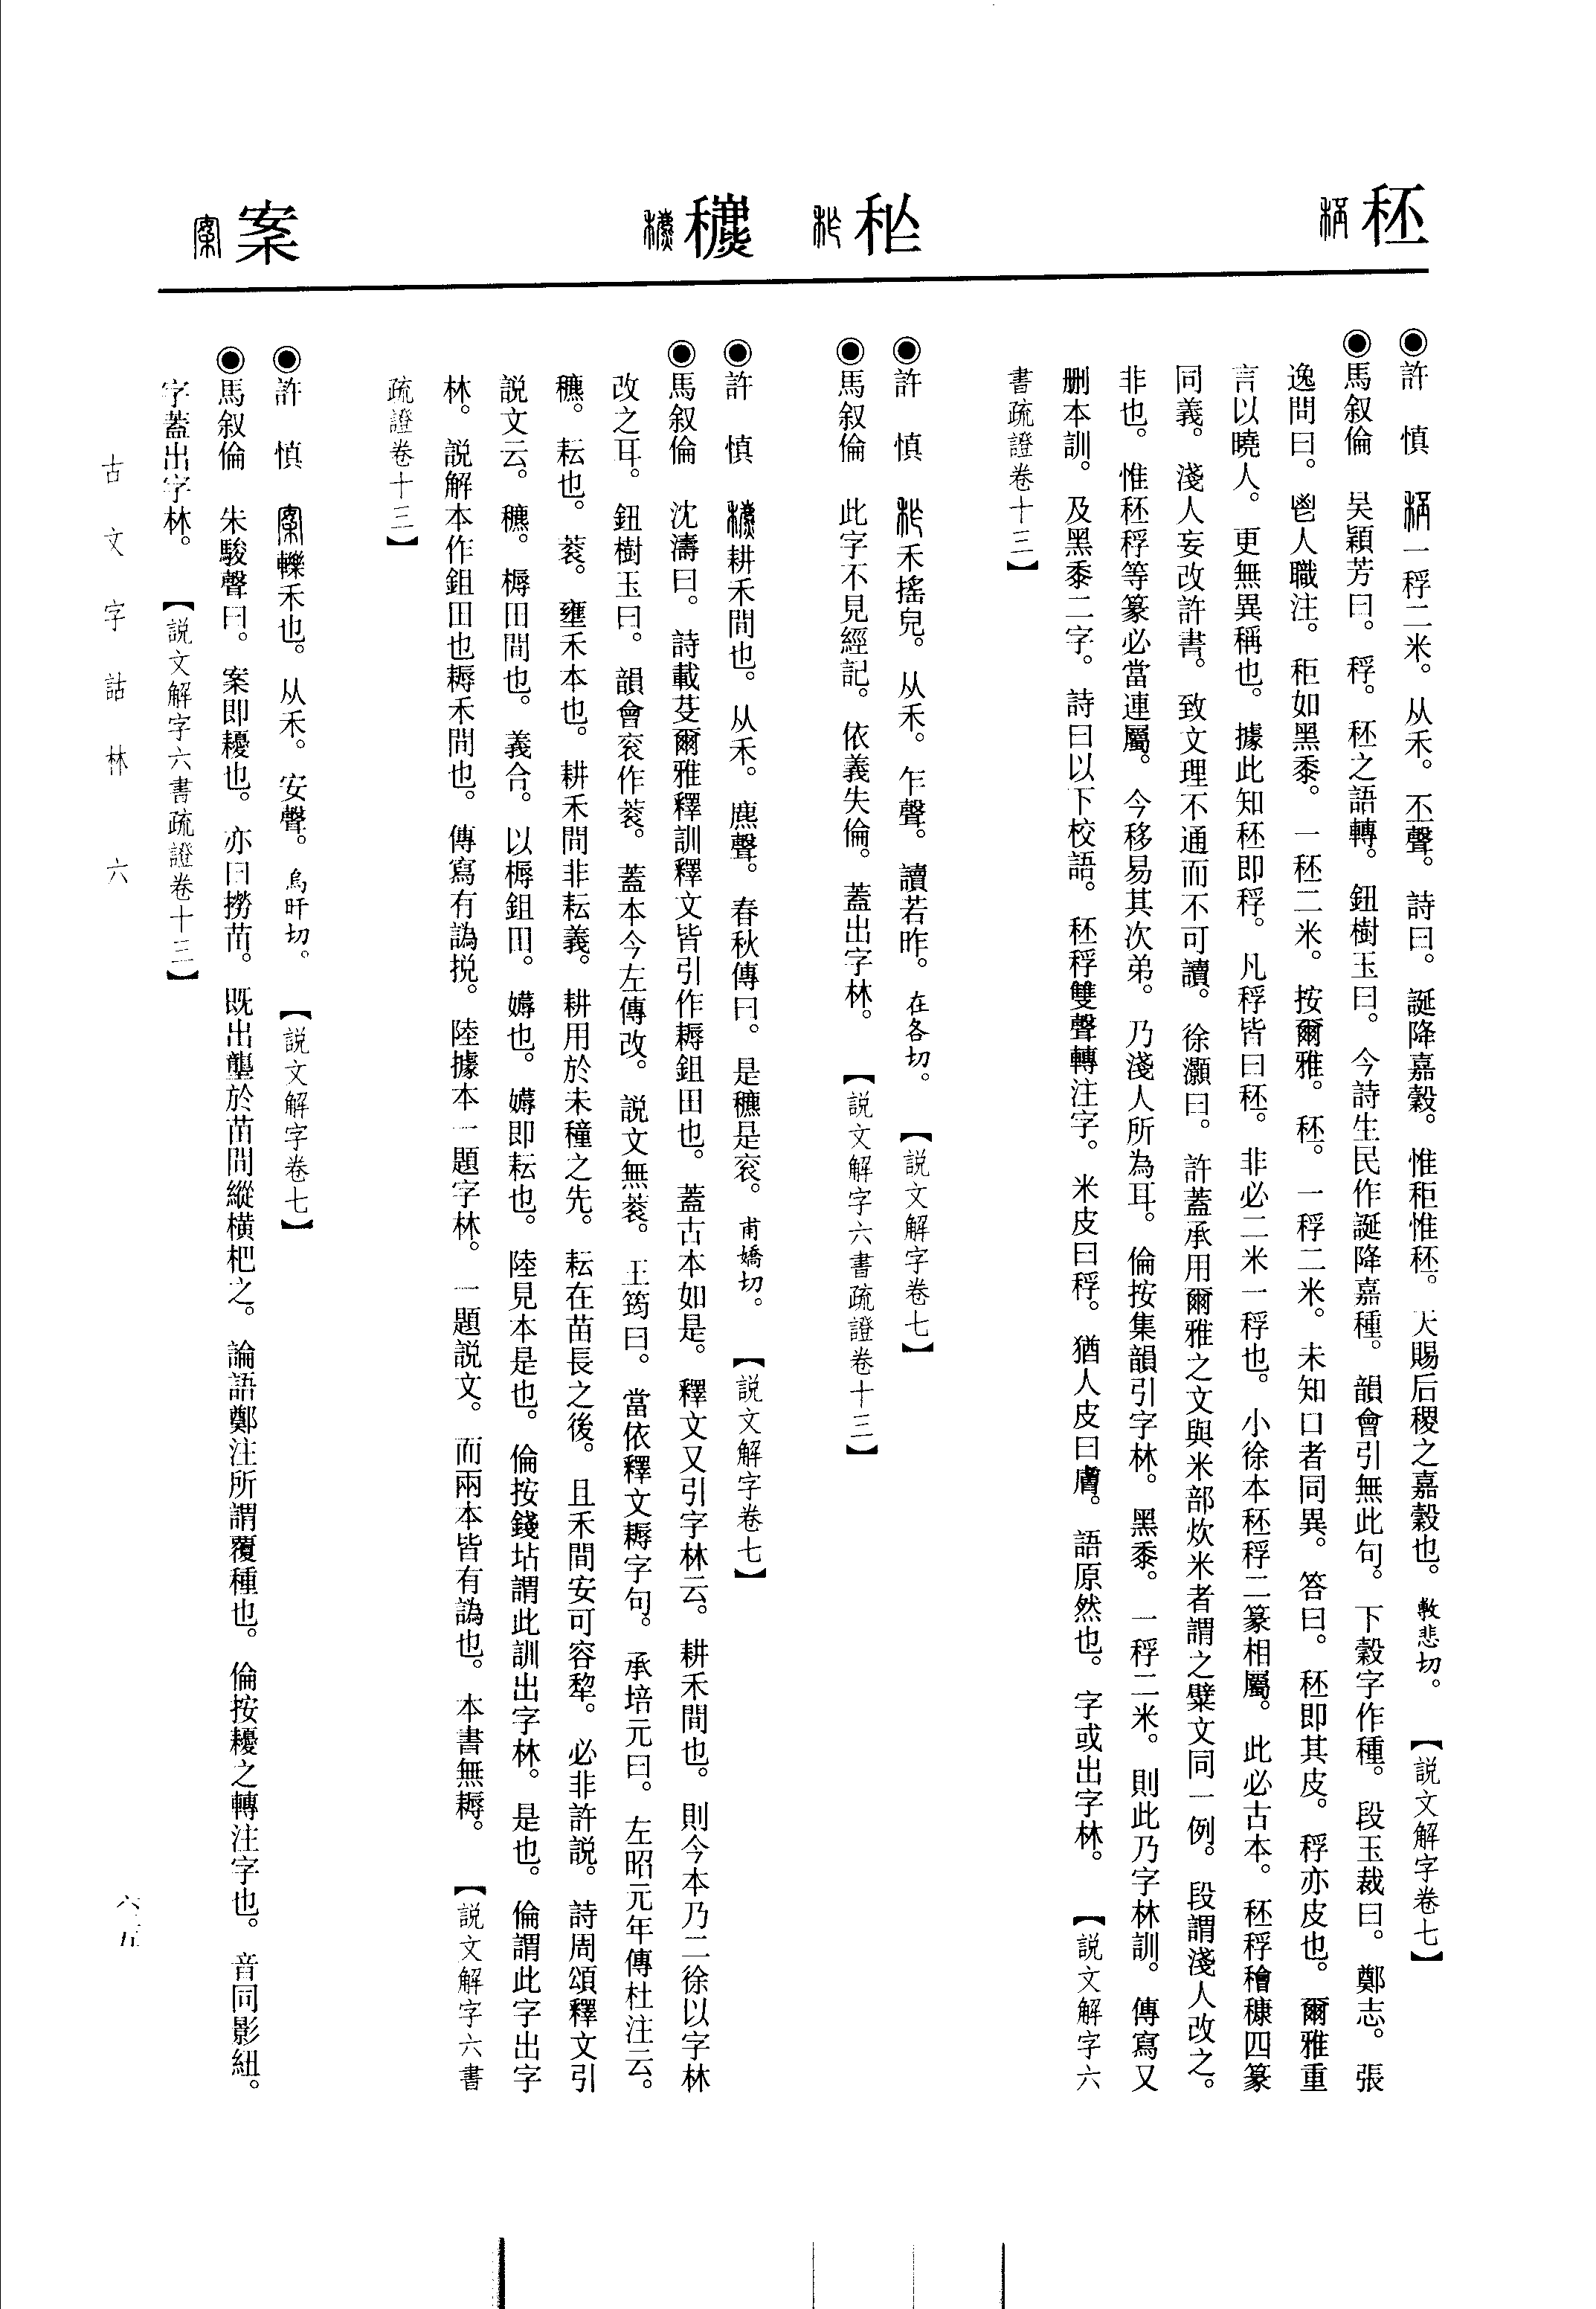 秠
◉許　慎　一稃二米。从禾。丕聲。詩曰。誕降嘉穀。惟秬惟秠。天賜后稷之嘉穀也。敷悲切。【説文解字卷七】
◉馬叙倫　吴穎芳曰。稃。秠之語轉。鈕樹玉曰。今詩生民作誕降嘉種。韻會引無此句。下穀字作種。段玉裁曰。鄭志。張
逸問曰。鬯人職注。秬如黑黍。一秠二米。按爾雅。秠。一稃二米。未知口者同異。答曰。秠即其皮。稃亦皮也。爾雅重
言以曉人。更無異稱也。據此知秠即稃。凡稃皆曰秠。非必二米一稃也。小徐本秠稃二篆相屬。此必古本。秠稃穭穅四篆
同義。淺人妄改許書。致文理不通而不可讀。徐灝曰。許蓋承用爾雅之文與米部炊米者謂之糪文同一例。段謂淺人改之。
非也。惟秠稃等篆必當連屬。今移易其次弟。乃淺人所為耳。倫按集韻引字林。黑黍。一稃二米。則此乃字林訓。傳寫又
删本訓。及黑黍二字。詩曰以下校語。秠稃雙聲轉注字。米皮曰稃。猶人皮曰膚。語原然也。字或出字林。【説文解字六
書疏證卷十三】
秨
◉許　慎　禾搖皃。从禾。乍聲。讀若昨。在各切。【説文解字卷七】
◉馬叙倫　此字不見經記。依義失倫。蓋出字林。【説文解字六書疏證卷十三】
穮
◉許　慎　耕禾間也。从禾。麃聲。春秋傳曰。是穮是衮。甫嬌切。【説文解字卷七】
◉馬叙倫　沈濤曰。詩載芟爾雅釋訓釋文皆引作耨鉏田也。蓋古本如是。釋文又引字林云。耕禾間也。則今本乃二徐以字林
改之耳。鈕樹玉曰。韻會衮作蓘。蓋本今左傳改。説文無蓘。王筠曰。當依釋文耨字句。承培元曰。左昭元年傳杜注云。
穮。耘也。蓘。壅禾本也。耕禾間非耘義。耕用於未穜之先。耘在苗長之後。且禾間安可容犂。必非許説。詩周頌釋文引
説文云。穮。槈田間也。義合。以槈鉏田。媷也。媷即耘也。陸見本是也。倫按錢坫謂此訓出字林。是也。倫謂此字出字
林。説解本作鉏田也耨禾間也。傳寫有譌捝。陸據本一題字林。一題説文。而兩本皆有譌也。本書無耨。【説文解字六書
疏證卷十三】
案
◉許　慎　轢禾也。从禾。安聲。烏旰切。【説文解字卷七】
◉馬叙倫　朱駿聲曰。案即耰也。亦曰撈苗。既出壟於苗間縱横杷之。論語鄭注所謂覆種也。倫按耰之轉注字也。音同影紐。
字蓋出字林。【説文解字六書疏證卷十三】
古文字詁林　六